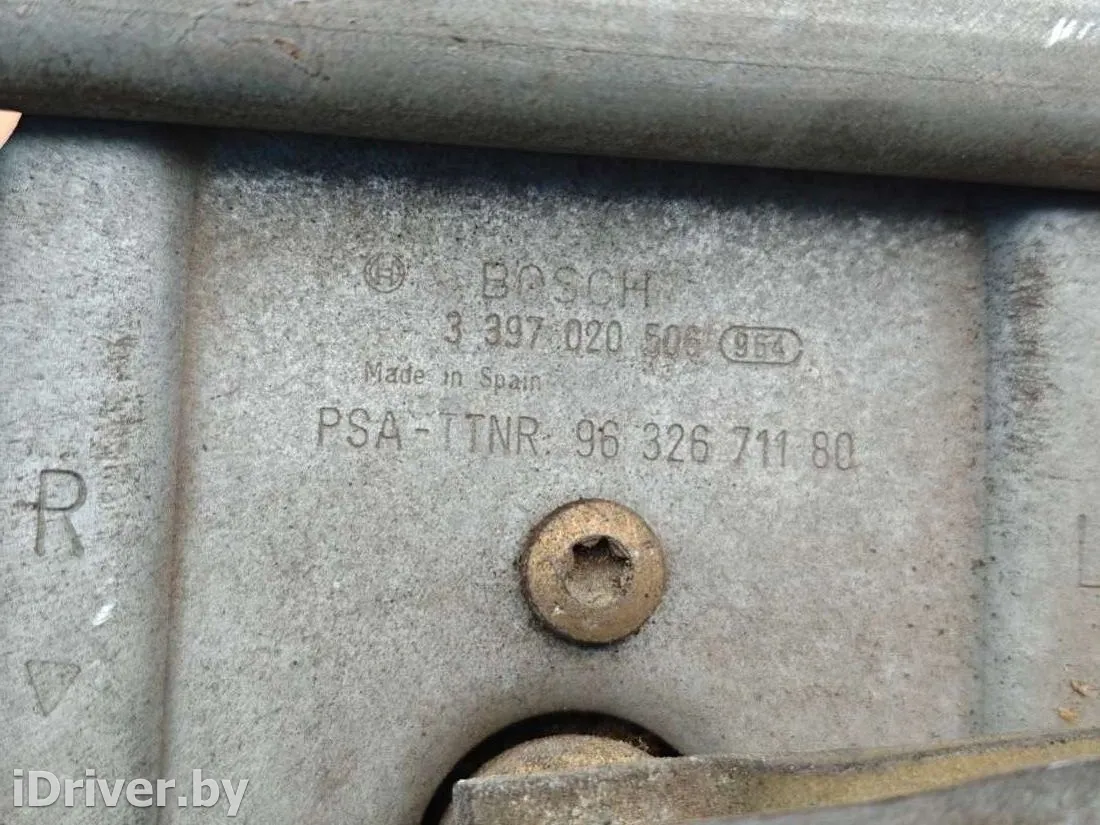 BOSCH
3 397 020 506 964
Made in Spain
PSA-TTNR. 96 326 711 80
R
L
iDriver.by